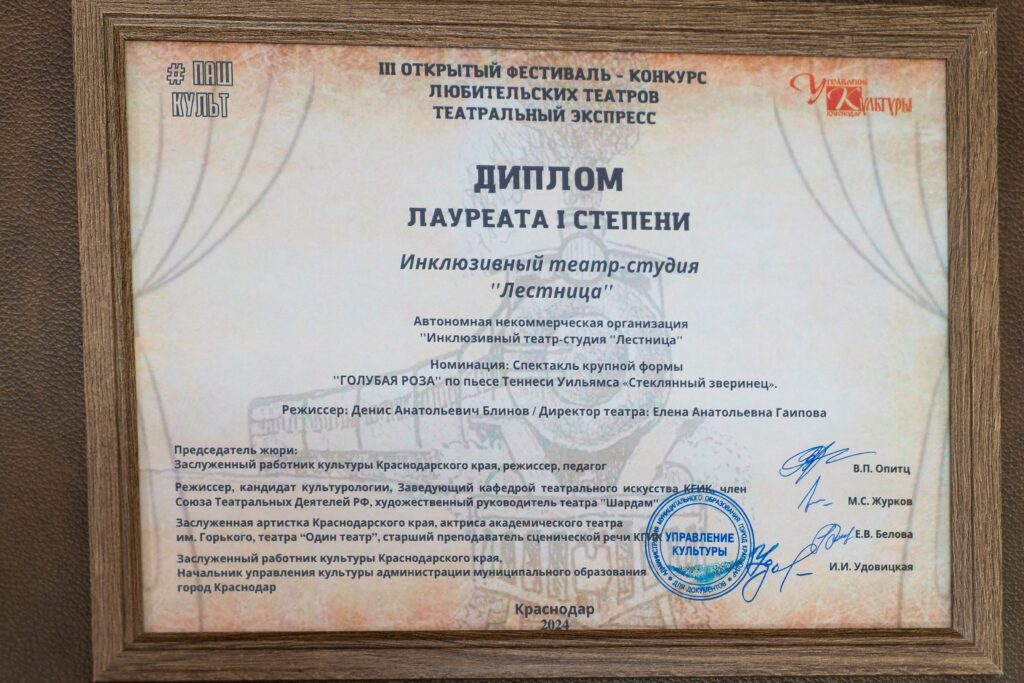 # ПАШ
КУЛЬТ
III ОТКРЫТЫЙ ФЕСТИВАЛЬ - КОНКУРС
ЛЮБИТЕЛЬСКИХ ТЕАТРОВ
ТЕАТРАЛЬНЫЙ ЭКСПРЕСС
УПРАВЛЕНИЕ
КУЛЬТУРЫ
КРАСНОДАР
ДИПЛОМ
ЛАУРЕАТА I СТЕПЕНИ
Инклюзивный театр-студия
"Лестница"
Автономная некоммерческая организация
"Инклюзивный театр-студия "Лестница"
Номинация: Спектакль крупной формы
"ГОЛУБАЯ РОЗА" по пьесе Теннеси Уильямса «Стеклянный зверинец».
Режиссер: Денис Анатольевич Блинов / Директор театра: Елена Анатольевна Гаипова
Председатель жюри:
Заслуженный работник культуры Краснодарского края, режиссер, педагог
В.П. Опитц
Режиссер, кандидат культурологии, Заведующий кафедрой театрального искусства КГИК, член
Союза Театральных Деятелей РФ, художественный руководитель театра "Шардам"
М.С. Журков
Заслуженная артистка Краснодарского края, актриса академического театра
им. Горького, театра "Один театр", старший преподаватель сценической речи КГИК
Е.В. Белова
Заслуженный работник культуры Краснодарского края,
Начальник управления культуры администрации муниципального образования
город Краснодар
И.И. Удовицкая
УПРАВЛЕНИЕ
КУЛЬТУРЫ
ДЛЯ ДОКУМЕНТОВ
Краснодар
2024